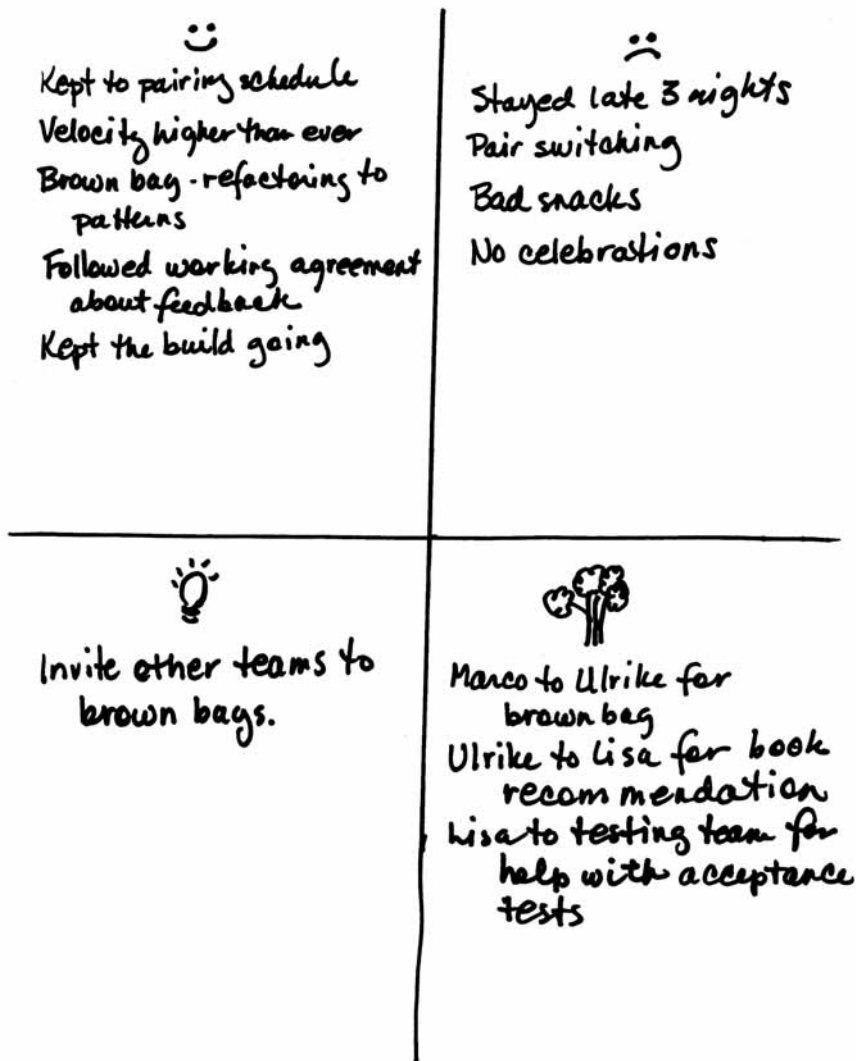 Kept to pairing schedule
Velocity higher than ever
Brown bag - refactoring to
patterns
Followed working agreement
about feedback
Kept the build going
Stayed late 3 nights
Pair switching
Bad snacks
No celebrations
Invite other teams to
brown bags.
Marco to Ulrike for
brown bag
Ulrike to Lisa for book
recommendation
Lisa to testing team for
help with acceptance
tests